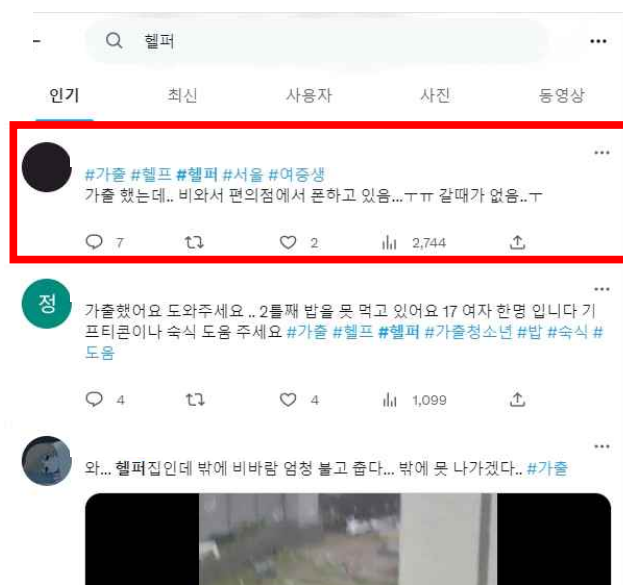 헬퍼
인기 최신 사용자 사진 동영상
#가출 #헬프 #헬퍼 #서울 #여중생
가출 했는데.. 비와서 편의점에서 폰하고 있음...ㅜㅠ 갈때가 없음..ㅜ
7 2 2,744
정
가출했어요 도와주세요 .. 2틀째 밥을 못 먹고 있어요 17 여자 한명 입니다 기
프티콘이나 숙식 도움 주세요 #가출 #헬프 #헬퍼 #가출청소년 #밥 #숙식 #
도움
4 4 1,099
와... 헬퍼집인데 밖에 비바람 엄청 불고 춥다... 밖에 못 나가겠다.. #가출